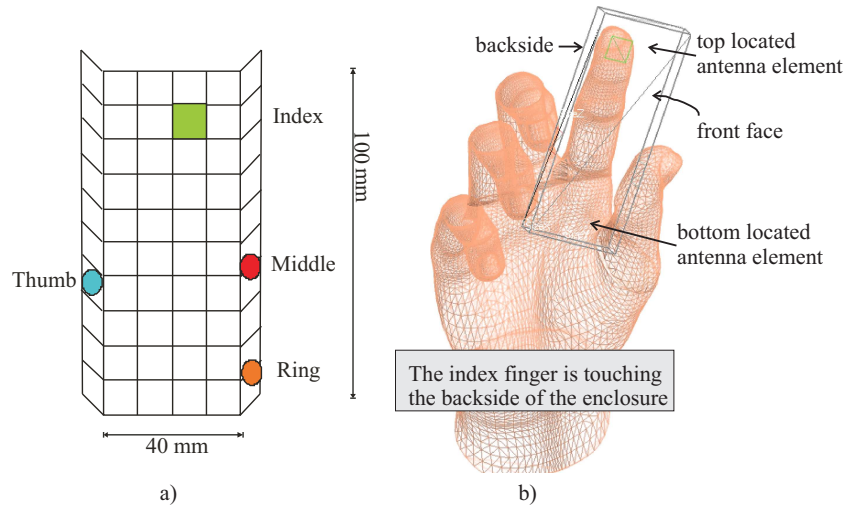 Index
Thumb
Middle
Ring
100 mm
40 mm
a)
backside
top located
antenna element
front face
bottom located
antenna element
The index finger is touching
the backside of the enclosure
b)